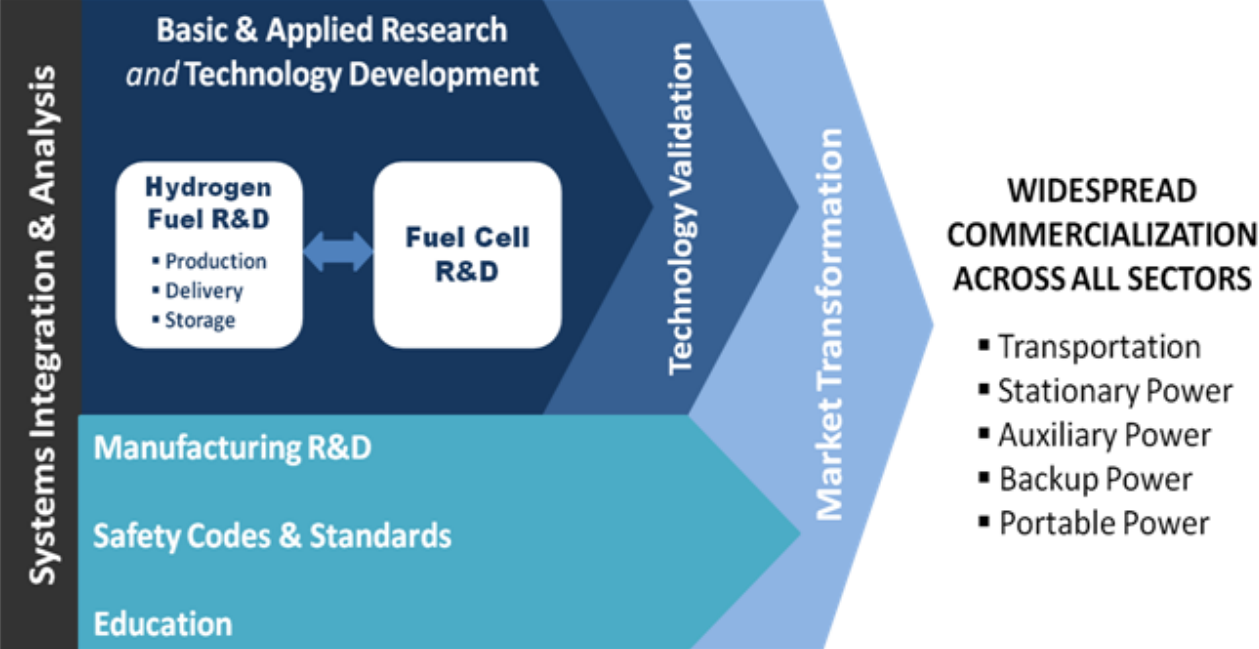 Systems Integration & Analysis
Basic & Applied Research
and Technology Development
Hydrogen
Fuel R&D
▪ Production
▪ Delivery
▪ Storage
Fuel Cell
R&D
Technology Validation
Market Transformation
Manufacturing R&D
Safety Codes & Standards
Education
WIDESPREAD
COMMERCIALIZATION
ACROSS ALL SECTORS
▪ Transportation
▪ Stationary Power
▪ Auxiliary Power
▪ Backup Power
▪ Portable Power